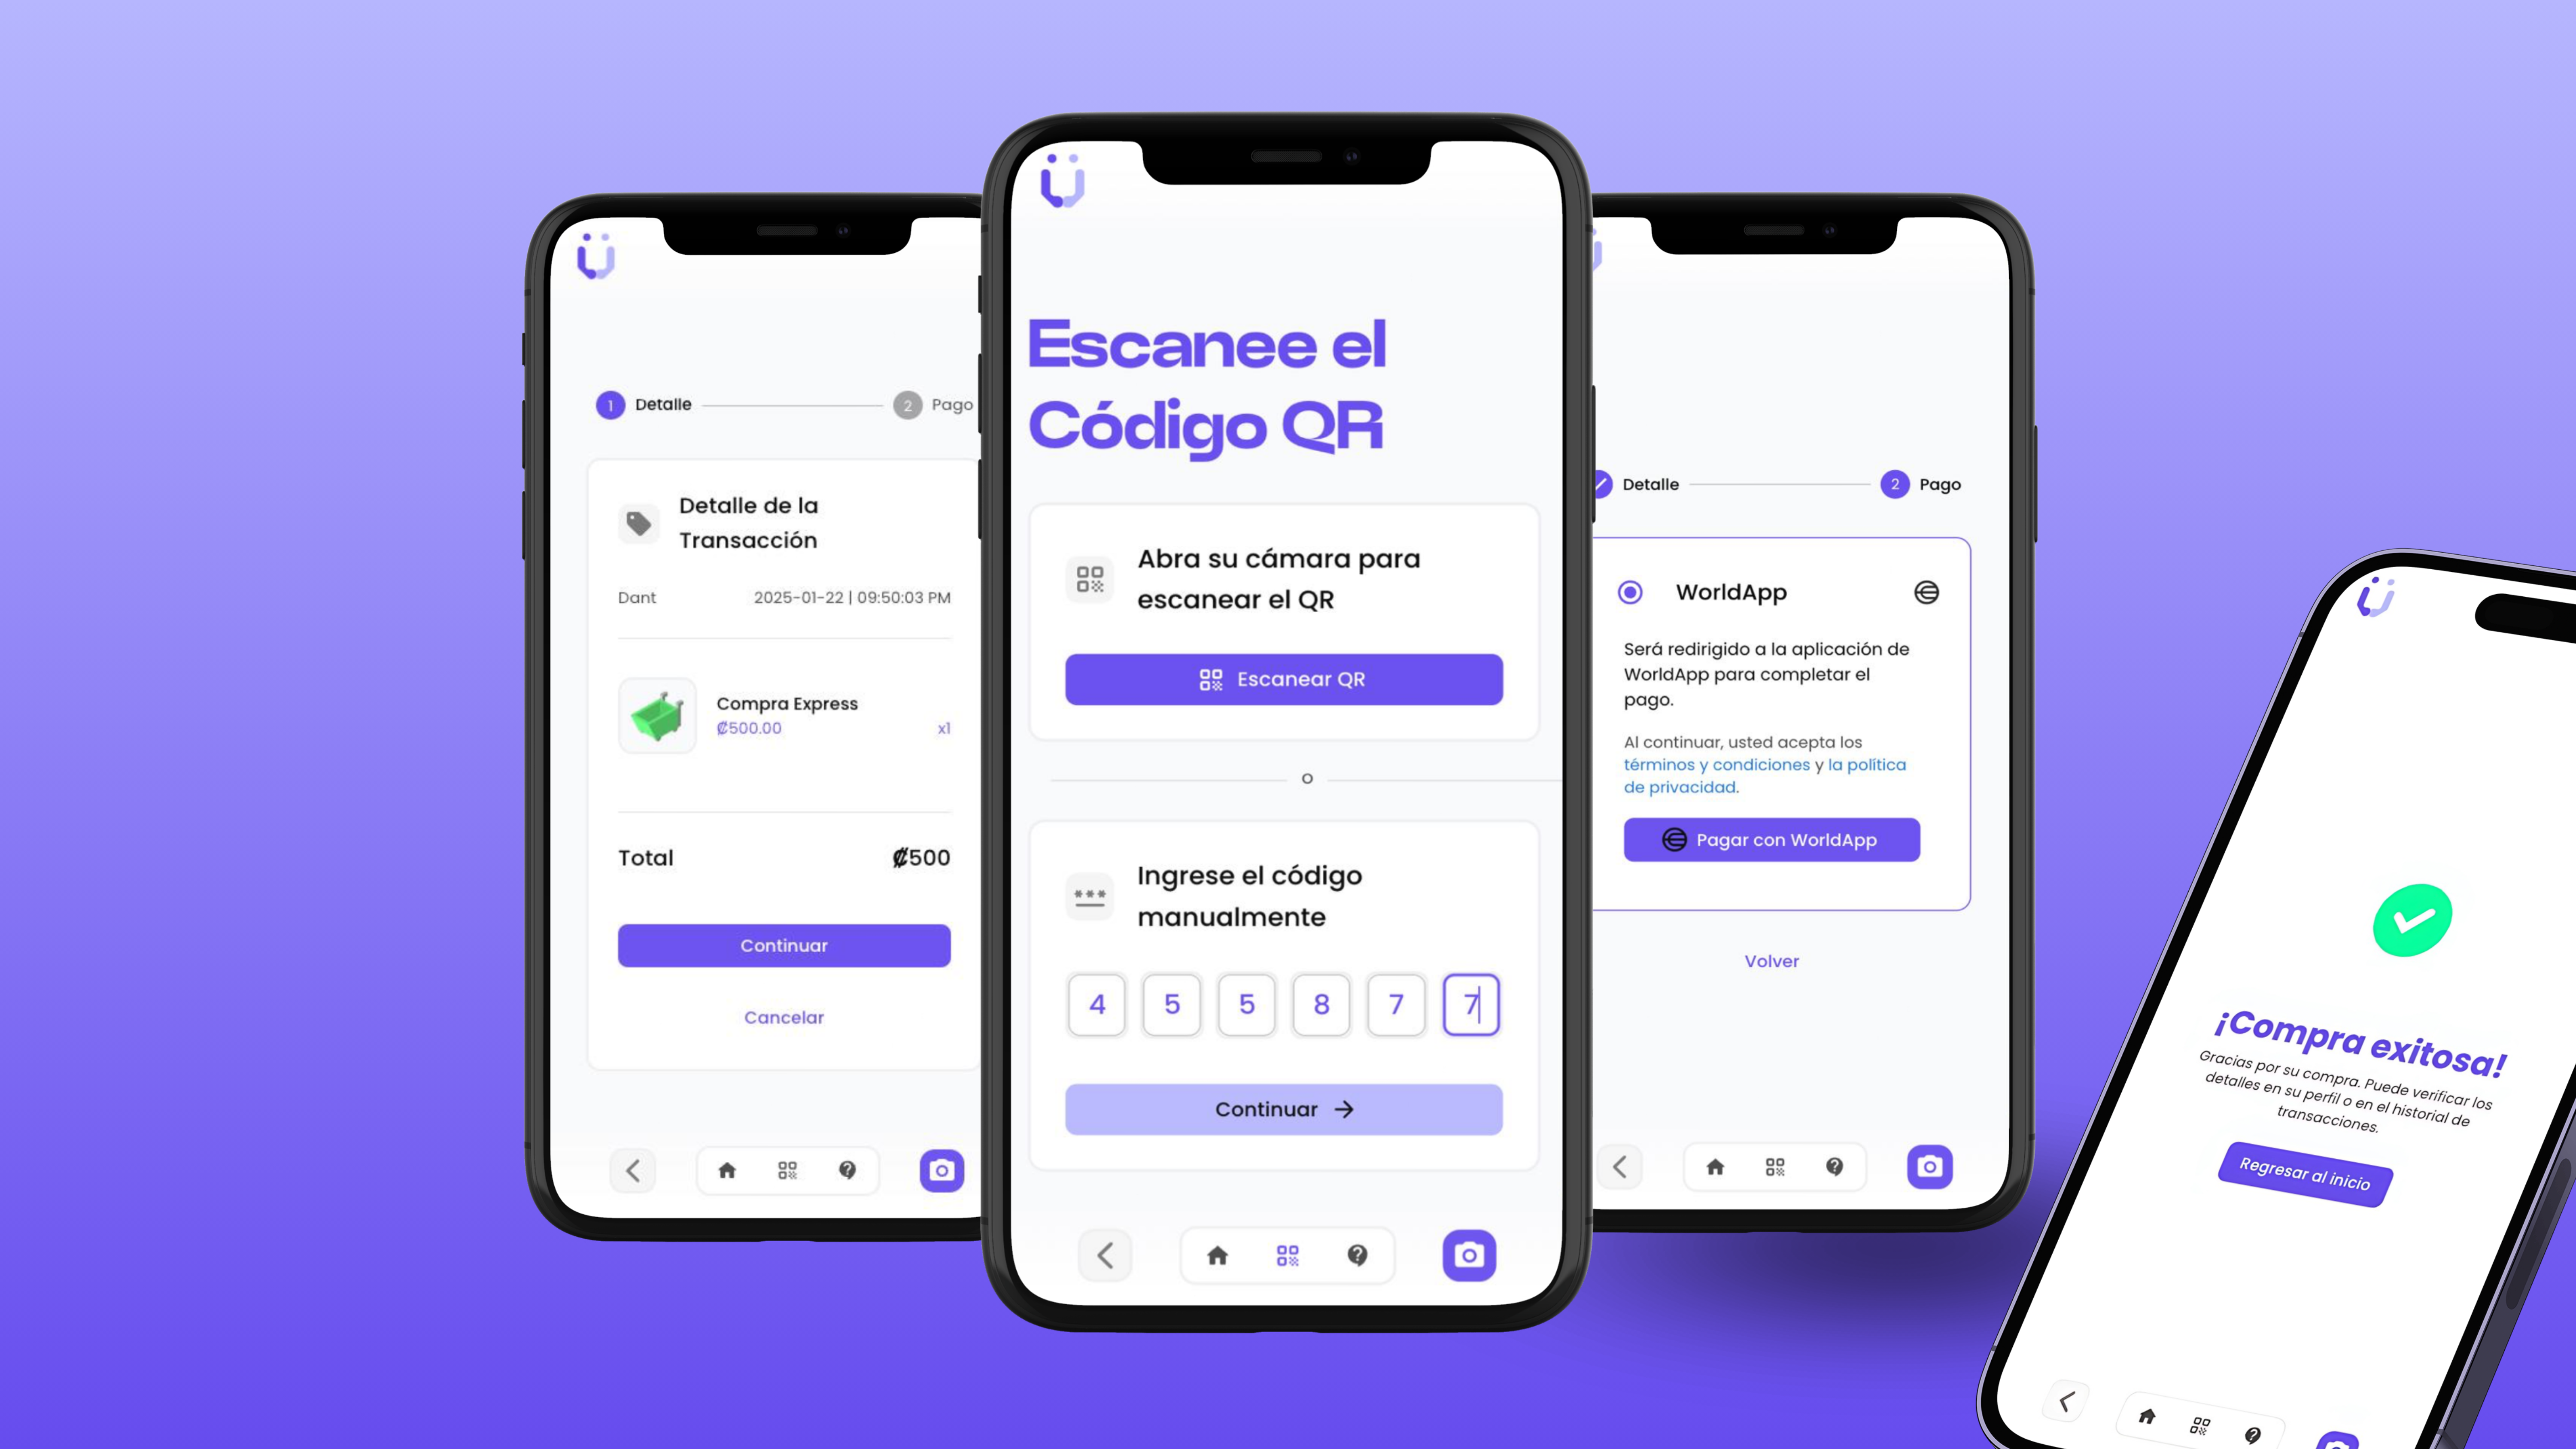 1 Detalle 2 Pago
Detalle de la
Transacción
Dant 2025-01-22 | 09:50:03 PM
Compra Express
₡500.00 x1
Total ₡500
Continuar
Cancelar
Escanee el
Código QR
Abra su cámara para
escanear el QR
Escanear QR
o
Ingrese el código
manualmente
4 5 5 8 7 7
Continuar →
Detalle 2 Pago
WorldApp
Será redirigido a la aplicación de
WorldApp para completar el
pago.
Al continuar, usted acepta los
términos y condiciones y la política
de privacidad.
Pagar con WorldApp
Volver
¡Compra exitosa!
Gracias por su compra. Puede verificar los
detalles en su perfil o en el historial de
transacciones.
Regresar al inicio